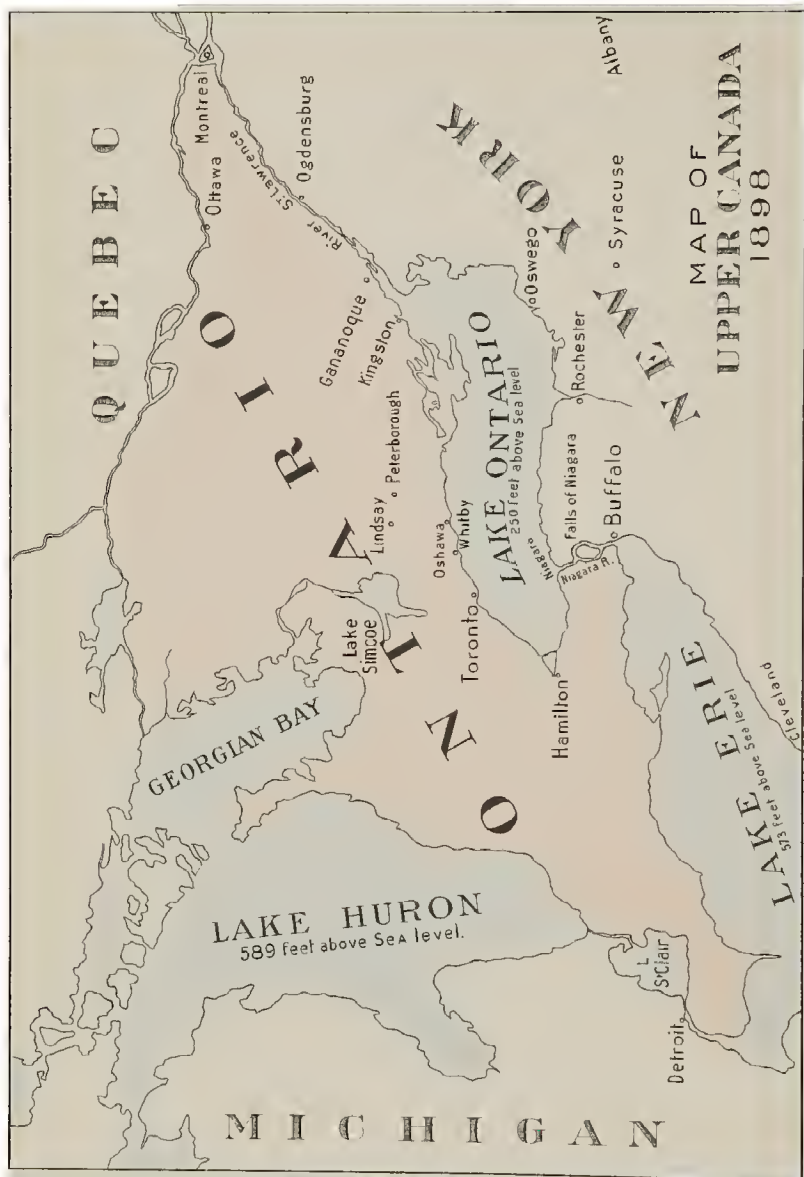 QUEBEC
Montreal
Ottawa
River St Lawrence
Ogdensburg
Albany
ONTARIO
Gananoque
Kingston
Peterborough
Lindsay
Oshawa
Whitby
Toronto
Hamilton
Lake
Simcoe
GEORGIAN BAY
LAKE HURON
589 feet above SeA level.
LAKE ONTARIO
250 feet above Sea level
Oswego
Syracuse
NEW YORK
Rochester
Niagara
Falls of Niagara
Niagara R.
Buffalo
LAKE ERIE
573 feet above Sea level
Cleveland
L
St Clair
Detroit
MICHIGAN
MAP OF
UPPER CANADA
1898